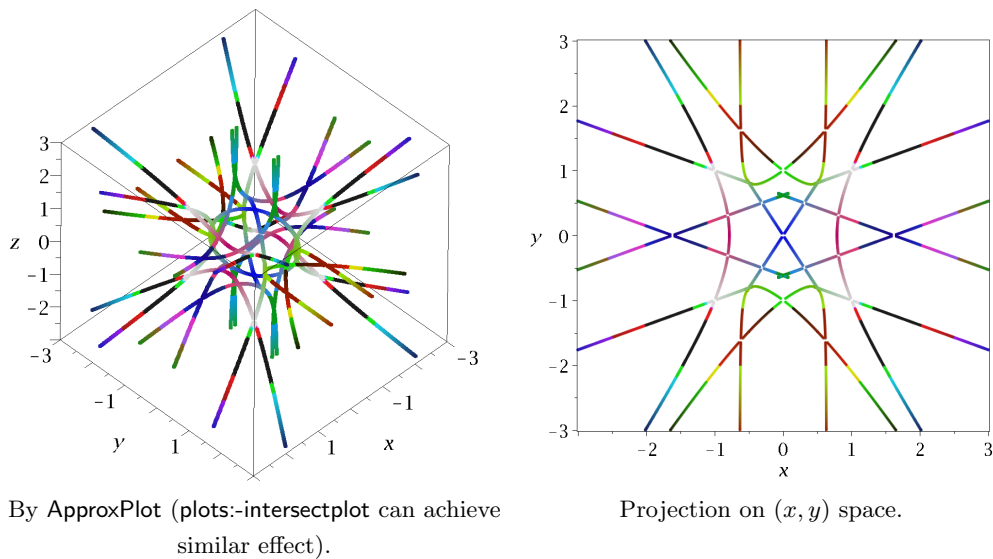 3
2
1
z 0
−1
−2
−3
−1
y
1
1
x
−1
−3
3
2
1
y 0
−1
−2
−3
−2 −1 0 1 2 3
x
By ApproxPlot (plots:-intersectplot can achieve
similar effect).
Projection on (x, y) space.